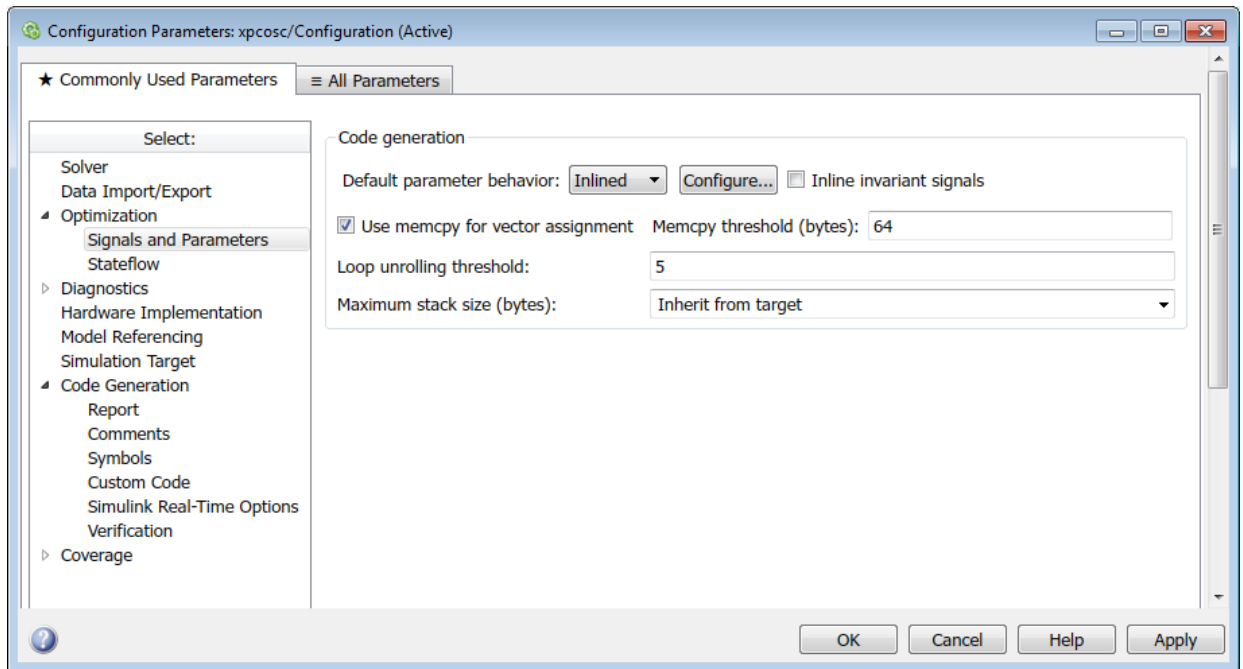 Configuration Parameters: xpcosc/Configuration (Active)
★ Commonly Used Parameters
≡ All Parameters
Select:
Solver
Data Import/Export
Optimization
Signals and Parameters
Stateflow
Diagnostics
Hardware Implementation
Model Referencing
Simulation Target
Code Generation
Report
Comments
Symbols
Custom Code
Simulink Real-Time Options
Verification
Coverage
Code generation
Default parameter behavior: Inlined Configure... Inline invariant signals
Use memcpy for vector assignment Memcpy threshold (bytes): 64
Loop unrolling threshold: 5
Maximum stack size (bytes): Inherit from target
? OK Cancel Help Apply